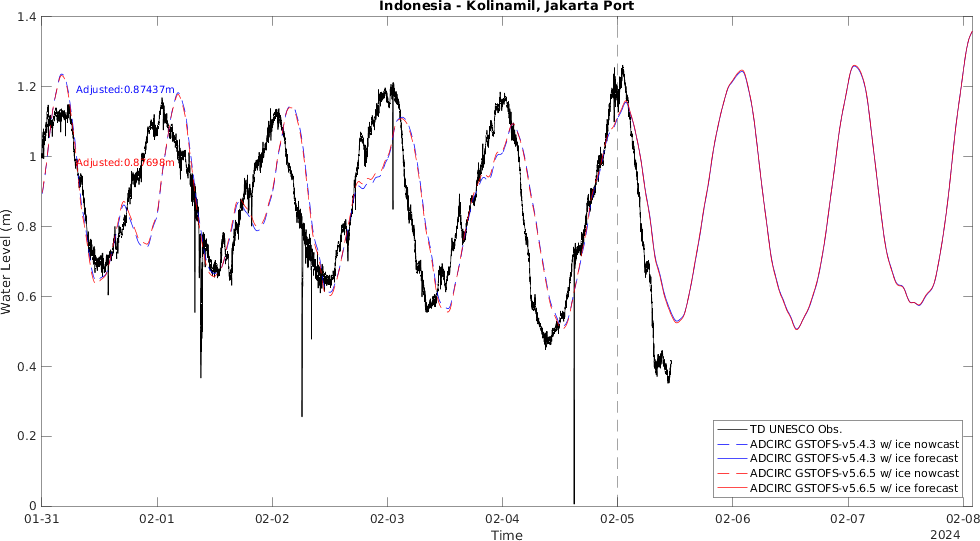 Indonesia - Kolinamil, Jakarta Port
1.4
1.2
1
0.8
0.6
0.4
0.2
0
Water Level (m)
Adjusted:0.87437m
Adjusted:0.87698m
TD UNESCO Obs.
ADCIRC GSTOFS-v5.4.3 w/ ice nowcast
ADCIRC GSTOFS-v5.4.3 w/ ice forecast
ADCIRC GSTOFS-v5.6.5 w/ ice nowcast
ADCIRC GSTOFS-v5.6.5 w/ ice forecast
01-31 02-01 02-02 02-03 02-04 02-05 02-06 02-07 02-08
Time
2024